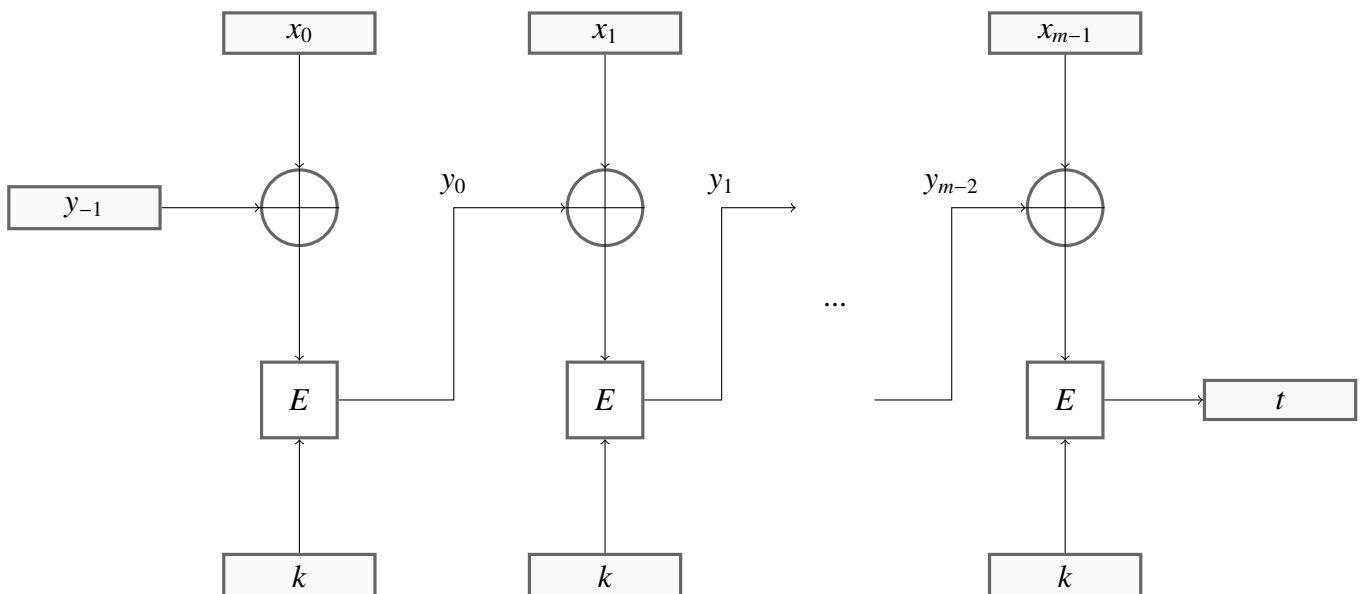 x₀ x₁ xₘ₋₁
y₋₁ y₀ y₁ yₘ₋₂
...
E E E t
k k k